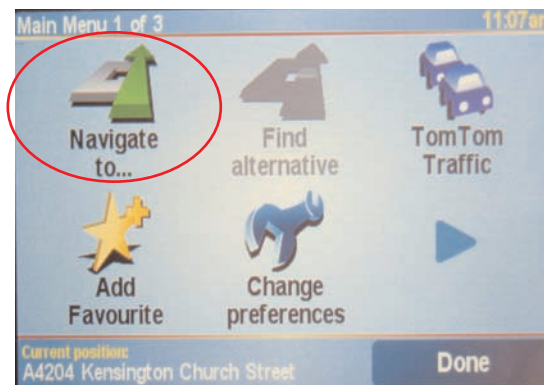 Main Menu 1 of 3 11:07am
Navigate to...
Find alternative
TomTom Traffic
Add Favourite
Change preferences
Current position:
A4204 Kensington Church Street
Done